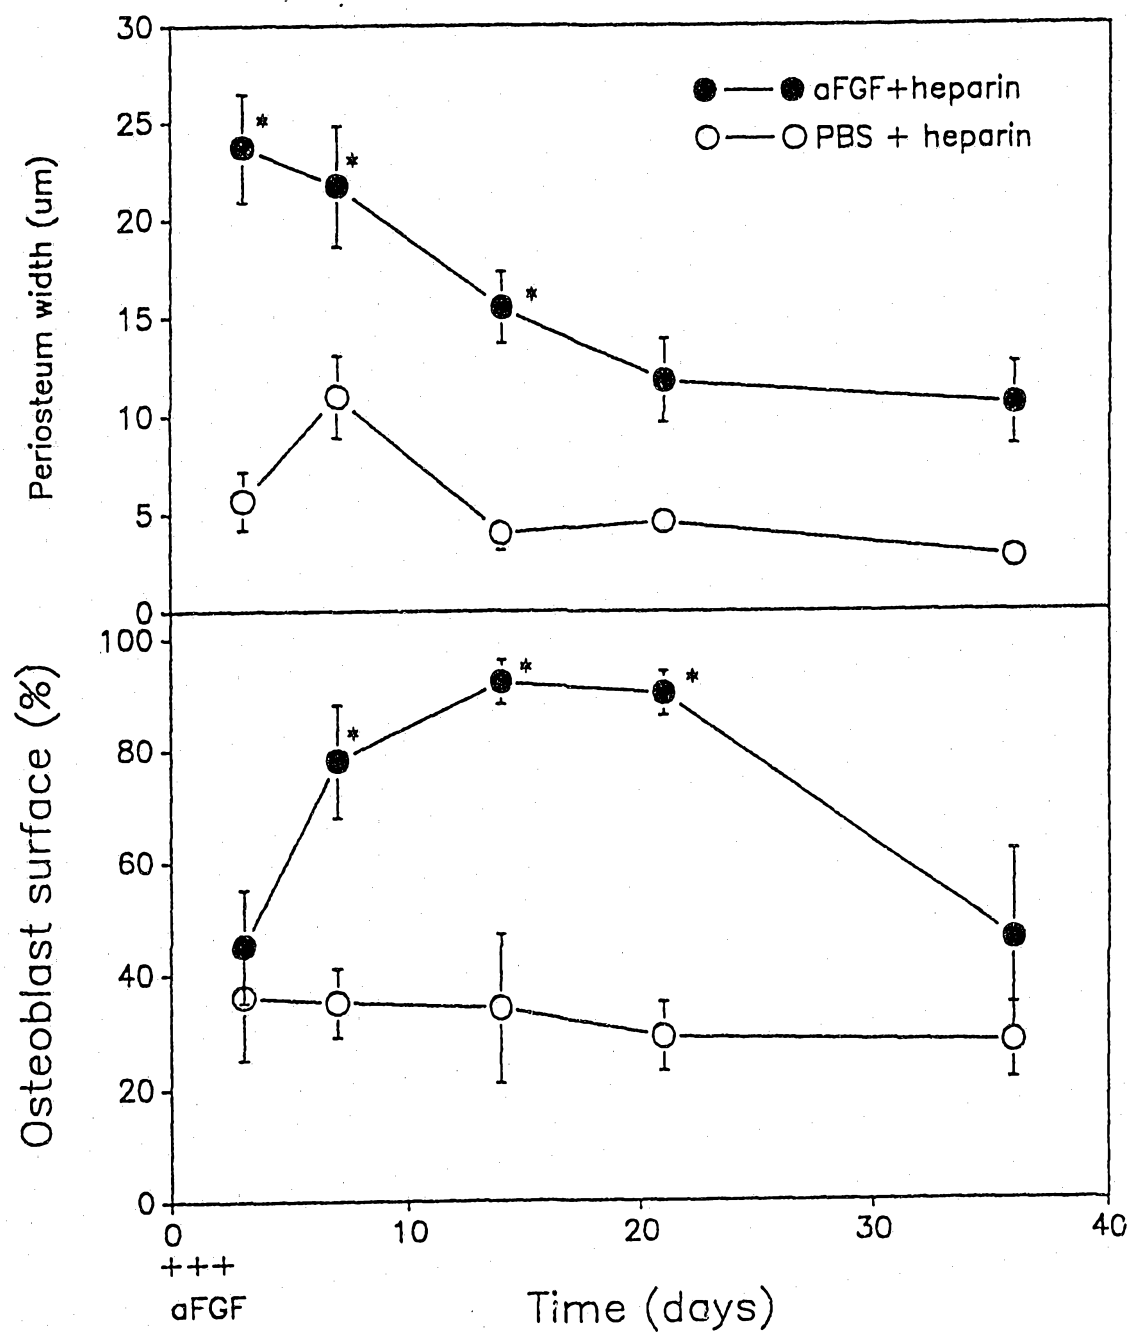 30
25
20
15
10
5
0
Periosteum width (um)
aFGF+heparin
PBS + heparin
*
*
*
100
80
60
40
20
0
Osteoblast surface (%)
*
*
*
0 10 20 30 40
+++
aFGF
Time (days)